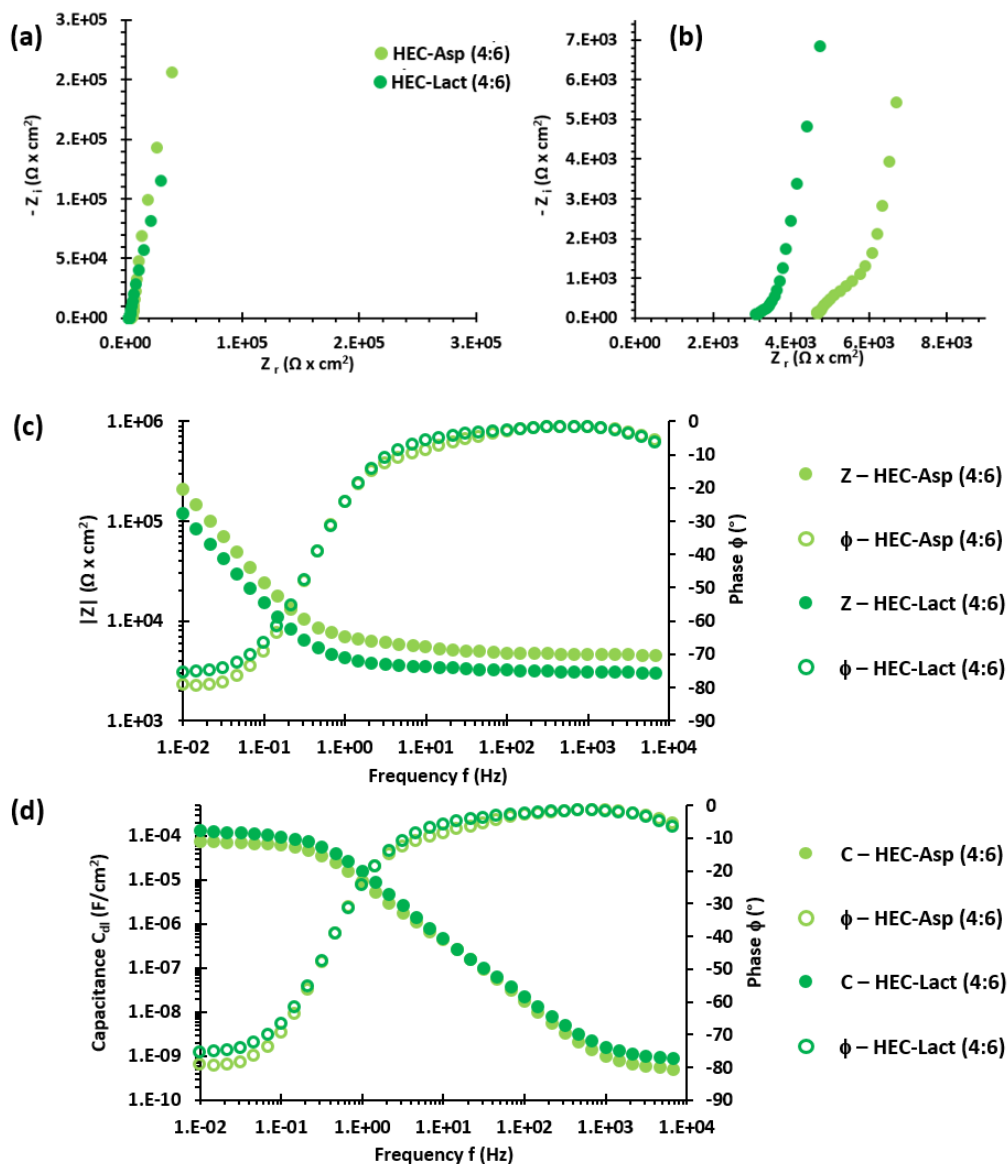 (a)
3.E+05
2.E+05
2.E+05
1.E+05
5.E+04
0.E+00
- Z i (Ω x cm²)
0.E+00
1.E+05
2.E+05
3.E+05
Z r (Ω x cm²)
HEC-Asp (4:6)
HEC-Lact (4:6)
(b)
7.E+03
6.E+03
5.E+03
4.E+03
3.E+03
2.E+03
1.E+03
0.E+00
- Z i (Ω x cm²)
0.E+00
2.E+03
4.E+03
6.E+03
8.E+03
Z r (Ω x cm²)
(c)
1.E+06
1.E+05
1.E+04
1.E+03
|Z| (Ω x cm²)
1.E-02
1.E-01
1.E+00
1.E+01
1.E+02
1.E+03
1.E+04
Frequency f (Hz)
0
-10
-20
-30
-40
-50
-60
-70
-80
-90
Phase ϕ (°)
Z – HEC-Asp (4:6)
ϕ – HEC-Asp (4:6)
Z – HEC-Lact (4:6)
ϕ – HEC-Lact (4:6)
(d)
1.E-04
1.E-05
1.E-06
1.E-07
1.E-08
1.E-09
1.E-10
Capacitance Cdl (F/cm²)
1.E-02
1.E-01
1.E+00
1.E+01
1.E+02
1.E+03
1.E+04
Frequency f (Hz)
0
-10
-20
-30
-40
-50
-60
-70
-80
-90
Phase ϕ (°)
C – HEC-Asp (4:6)
ϕ – HEC-Asp (4:6)
C – HEC-Lact (4:6)
ϕ – HEC-Lact (4:6)